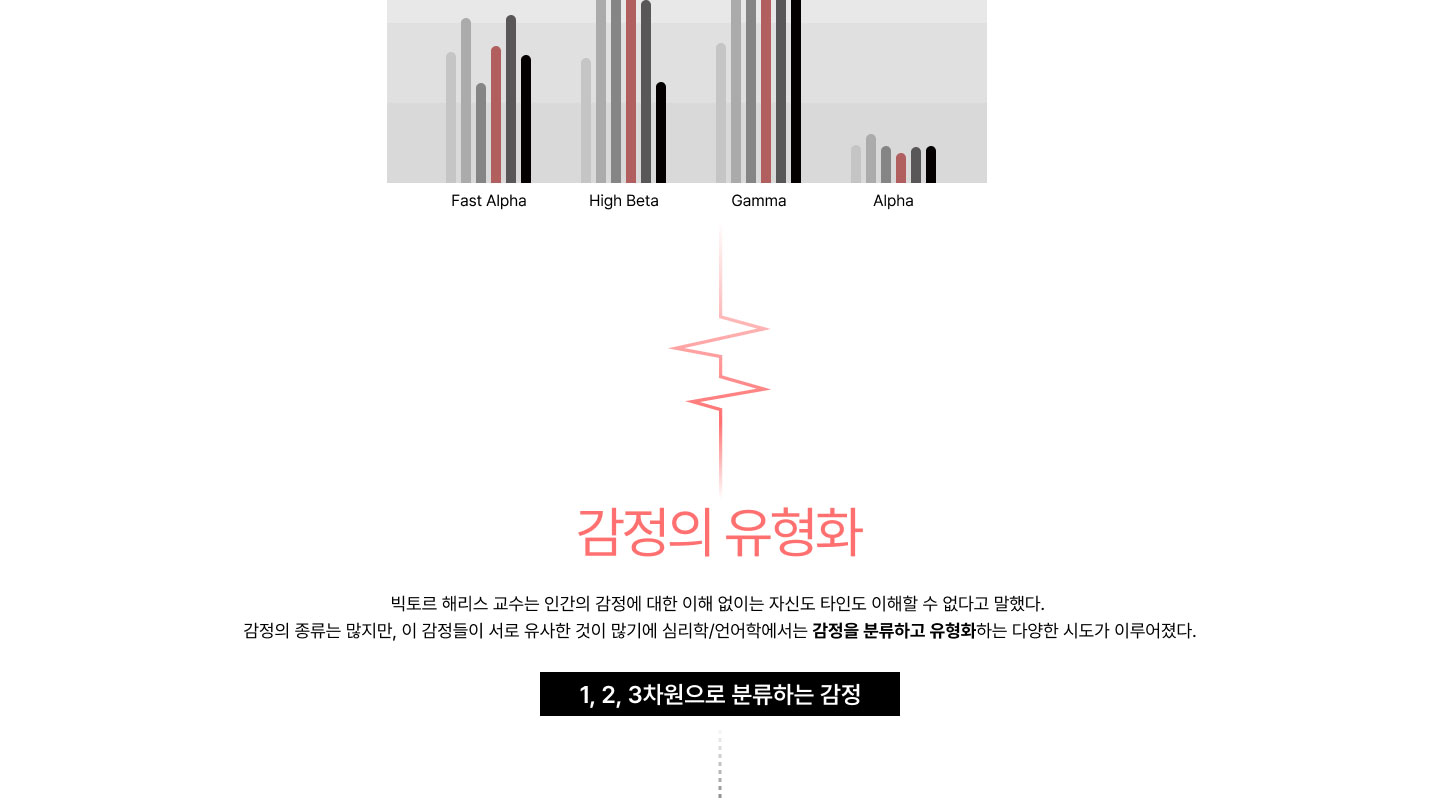 Fast Alpha High Beta Gamma Alpha
감정의 유형화
빅토르 해리스 교수는 인간의 감정에 대한 이해 없이는 자신도 타인도 이해할 수 없다고 말했다.
감정의 종류는 많지만, 이 감정들이 서로 유사한 것이 많기에 심리학/언어학에서는 감정을 분류하고 유형화하는 다양한 시도가 이루어졌다.
1, 2, 3차원으로 분류하는 감정